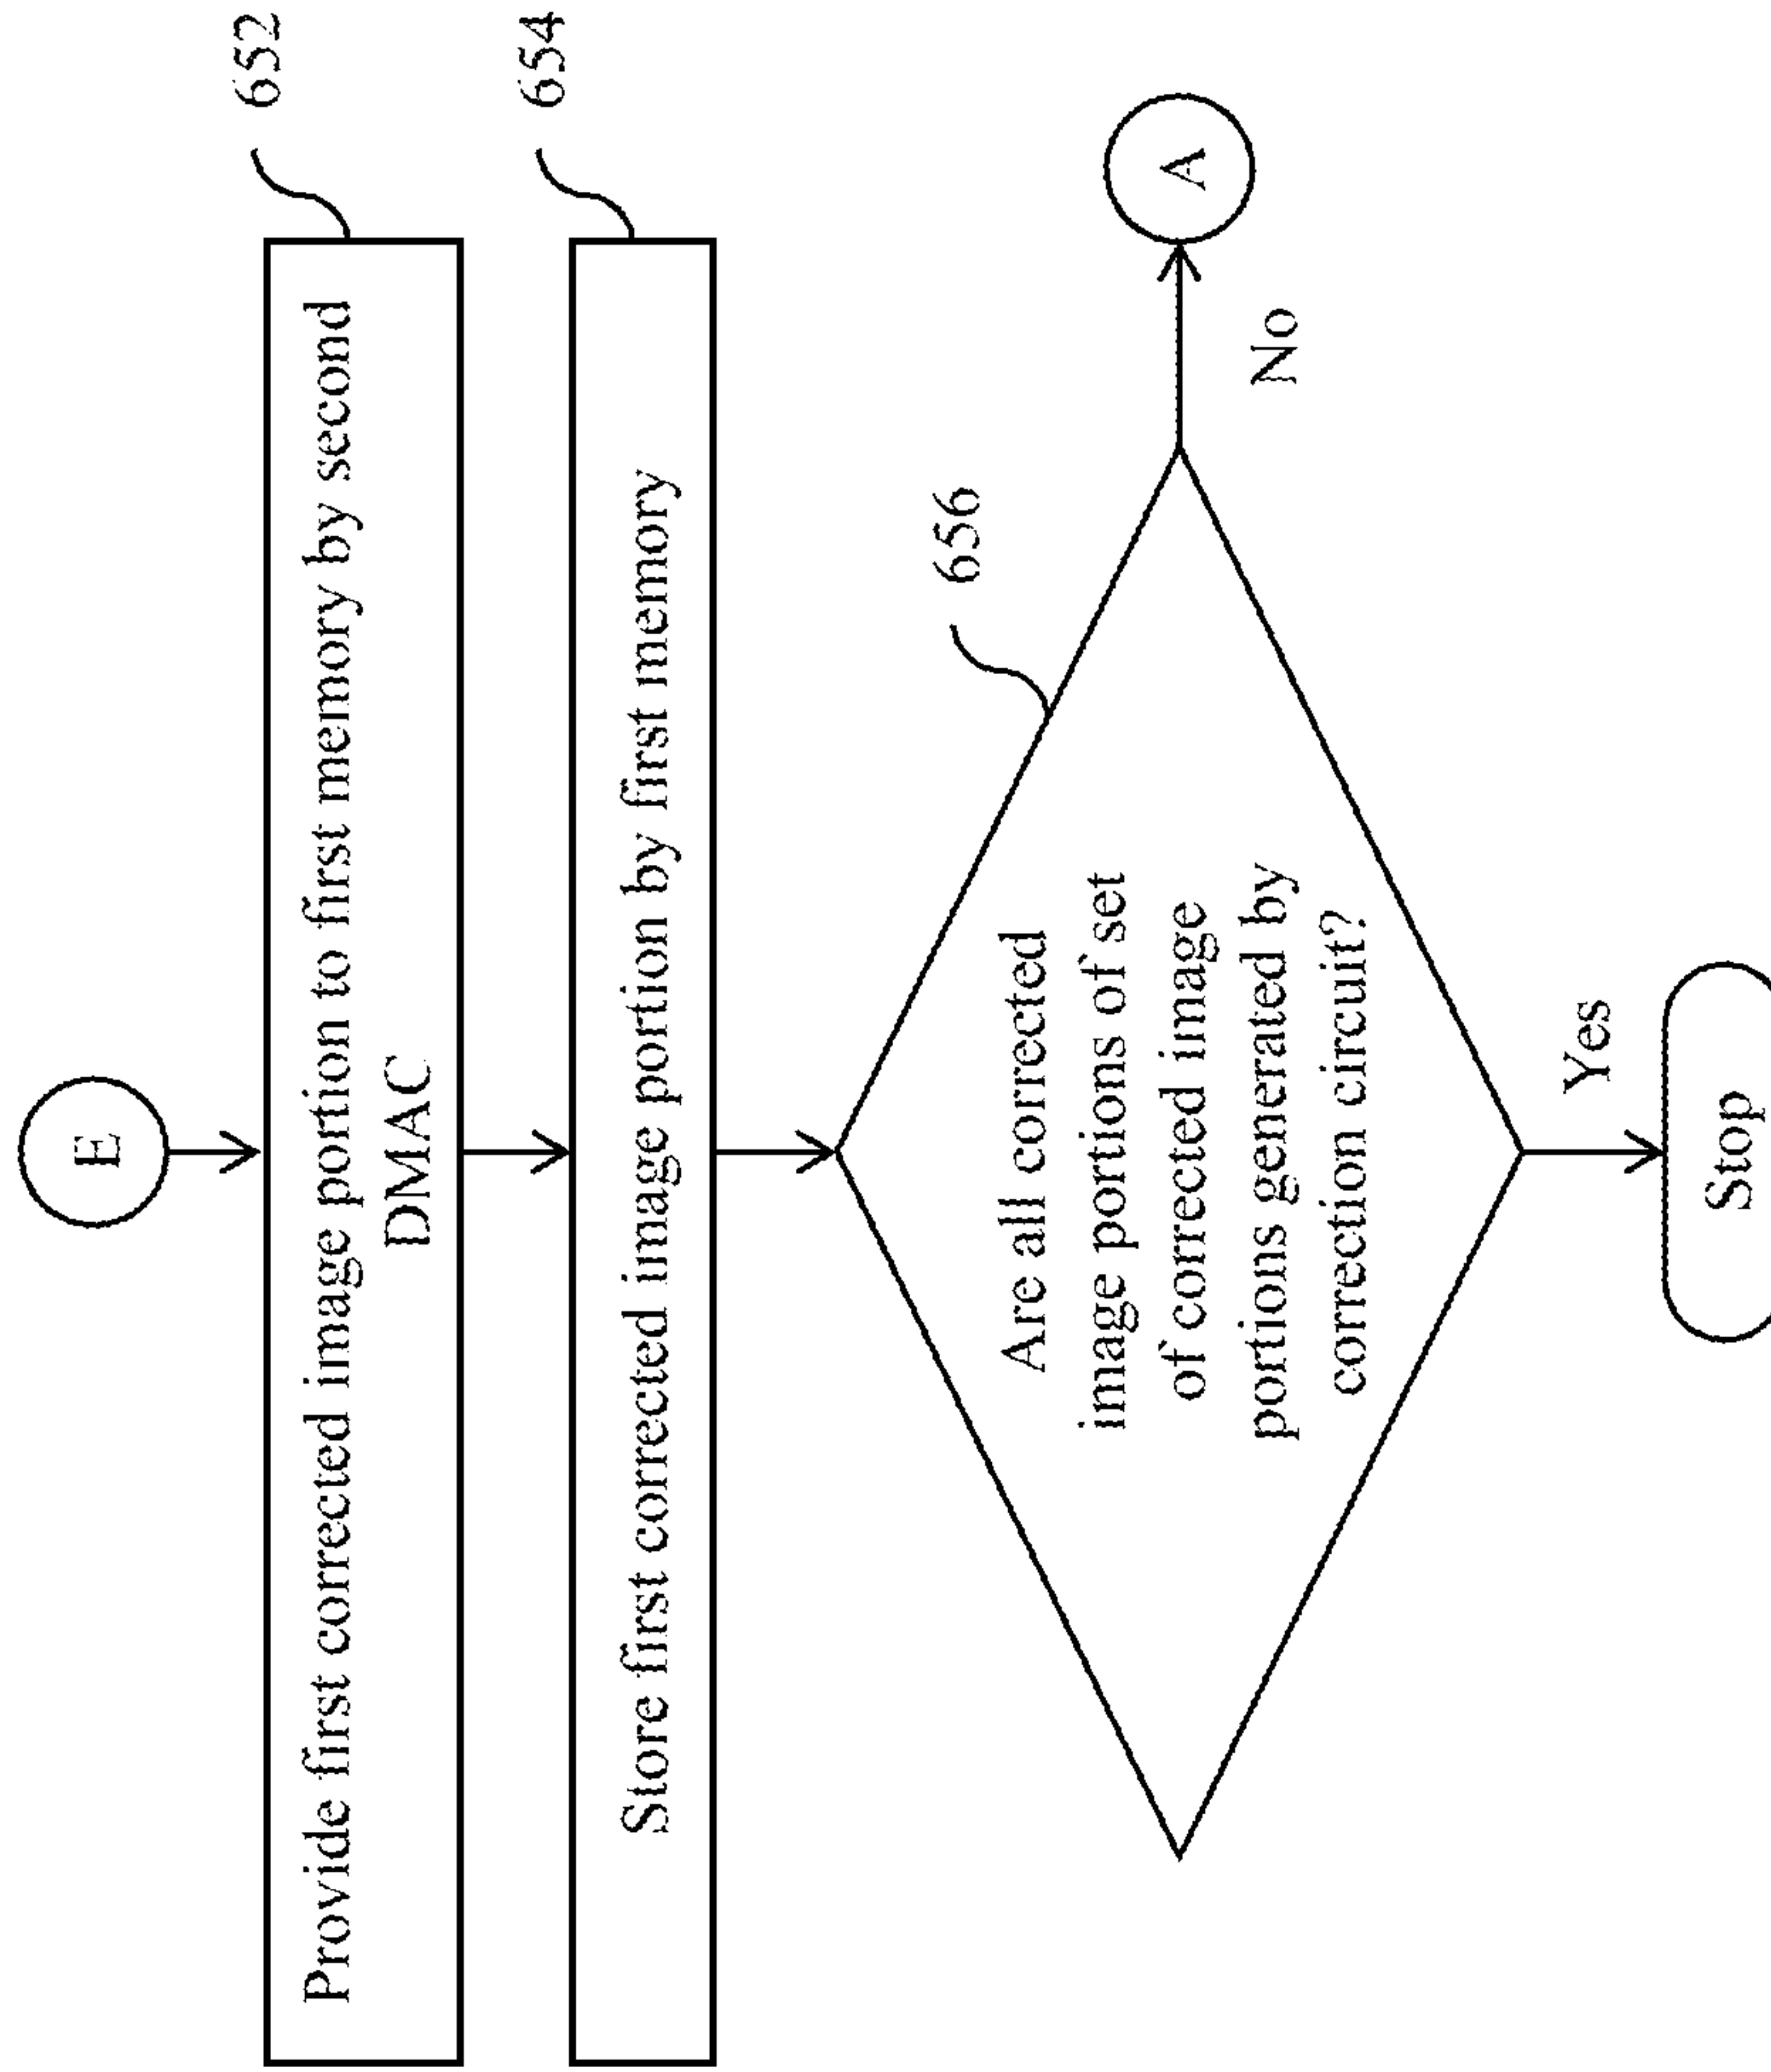 E
652
Provide first corrected image portion to first memory by second
DMAC
654
Store first corrected image portion by first memory
656
Are all corrected
image portions of set
of corrected image
portions generated by
correction circuit?
No
A
Yes
Stop